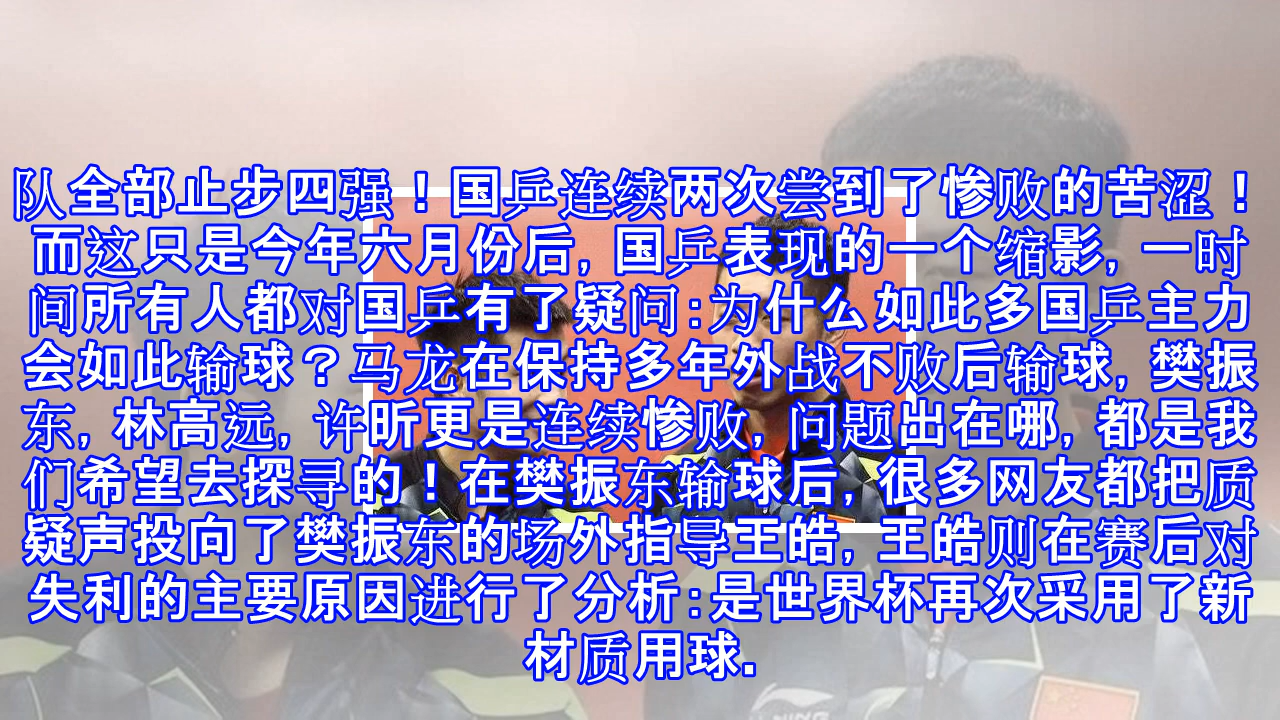 队全部止步四强！国乒连续两次尝到了惨败的苦涩！
而这只是今年六月份后,国乒表现的一个缩影,一时
间所有人都对国乒有了疑问:为什么如此多国乒主力
会如此输球？马龙在保持多年外战不败后输球,樊振
东,林高远,许昕更是连续惨败,问题出在哪,都是我
们希望去探寻的！在樊振东输球后,很多网友都把质
疑声投向了樊振东的场外指导王皓,王皓则在赛后对
失利的主要原因进行了分析:是世界杯再次采用了新
材质用球.
LI-NING